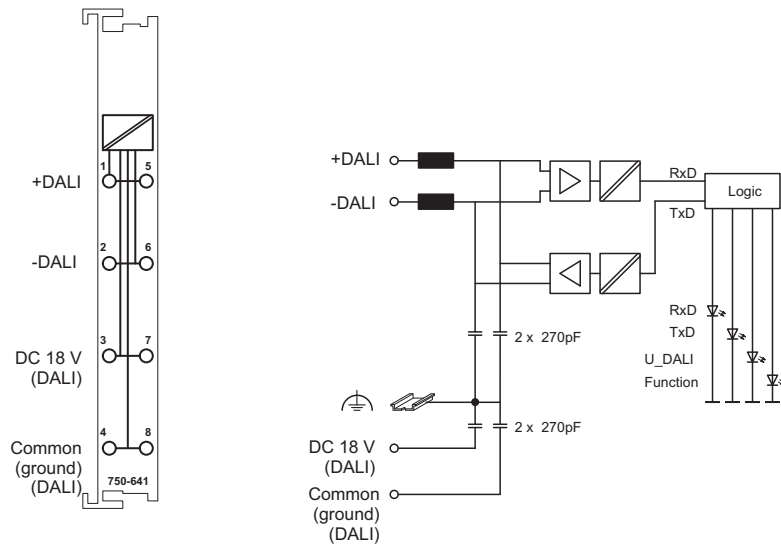 1 5
+DALI
2 6
-DALI
3 7
DC 18 V
(DALI)
4 8
Common
(ground)
(DALI)
750-641
+DALI
-DALI
RxD
TxD
Logic
2 x 270pF
RxD
TxD
U_DALI
Function
2 x 270pF
DC 18 V
(DALI)
Common
(ground)
(DALI)